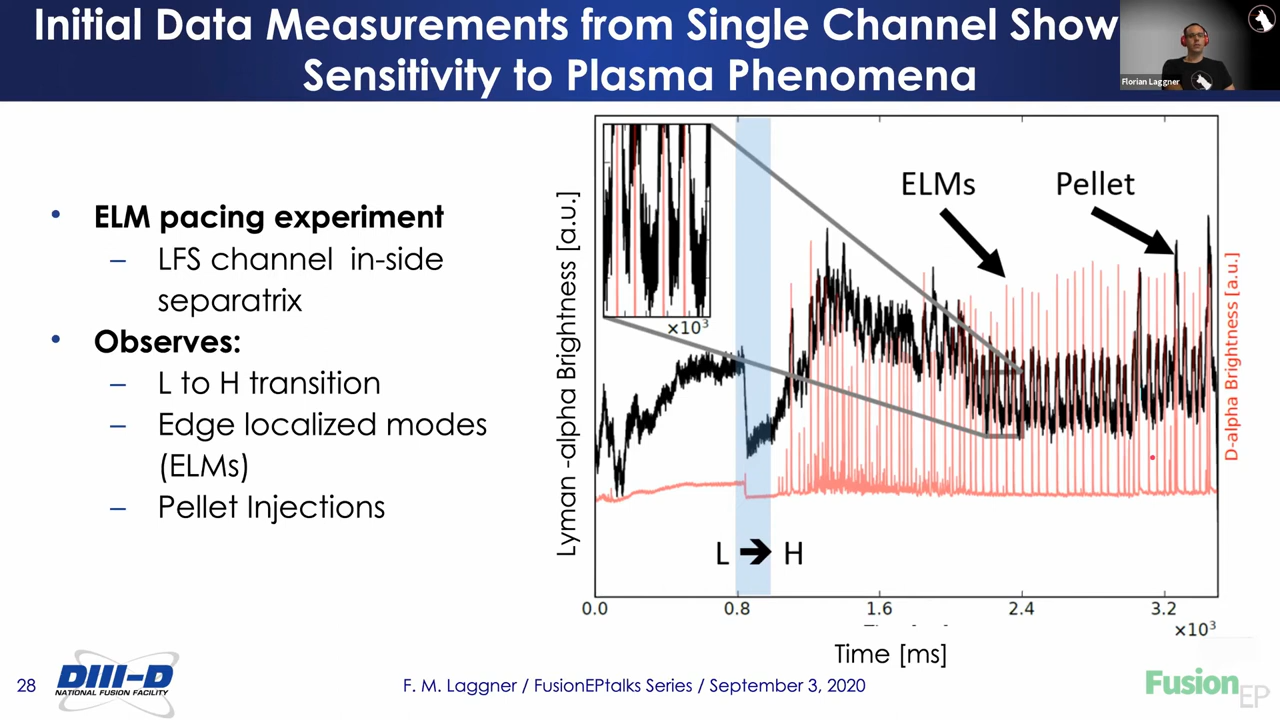 Initial Data Measurements from Single Channel Show
Sensitivity to Plasma Phenomena
Florian Laggner
• ELM pacing experiment
– LFS channel in-side
separatrix
• Observes:
– L to H transition
– Edge localized modes
(ELMs)
– Pellet Injections
Lyman -alpha Brightness [a.u.]
×10³
ELMs
Pellet
D-alpha Brightness [a.u.]
L ➔ H
0.0 0.8 1.6 2.4 3.2
×10³
Time [ms]
28
DIII-D
NATIONAL FUSION FACILITY
F. M. Laggner / FusionEPtalks Series / September 3, 2020
Fusion
EP